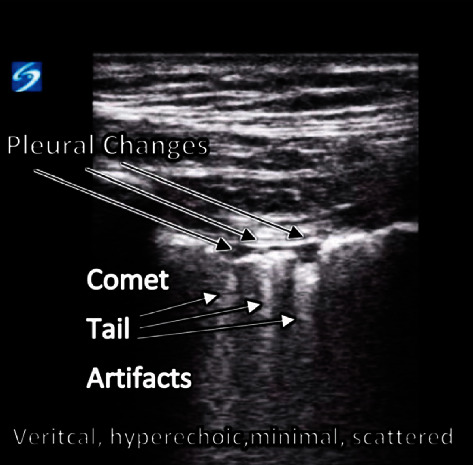 Pleural Changes
Comet
Tail
Artifacts
Veritcal, hyperechoic,minimal, scattered